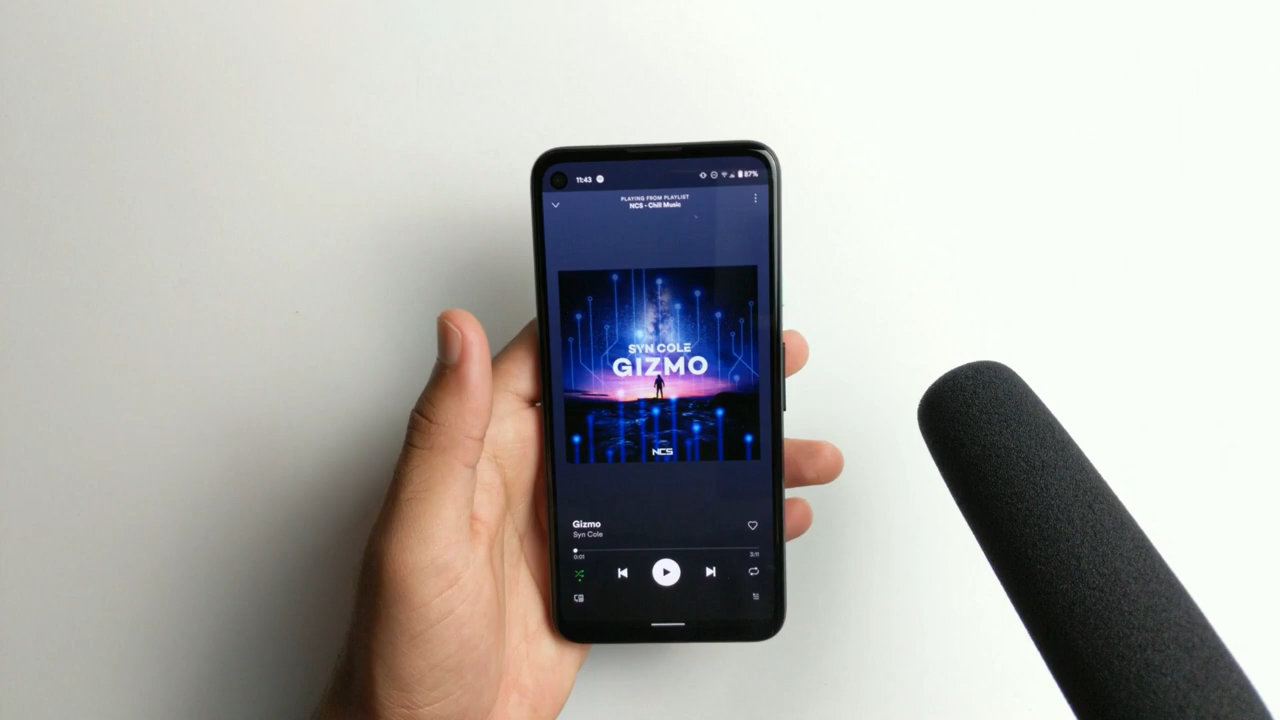 11:43 87%
PLAYING FROM PLAYLIST
NCS - Chill Music
SYN COLE
GIZMO
NCS
Gizmo
Syn Cole
0:01 3:11